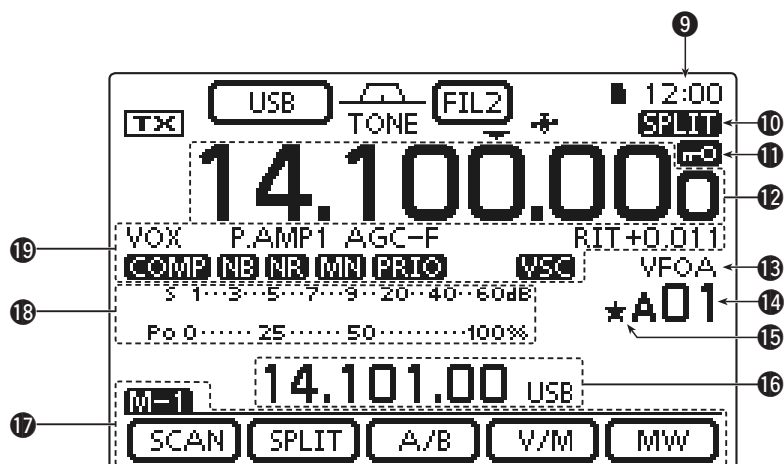 ❾
USB FIL2 12:00
TX TONE SPLIT ❿
⓫
14.100.000 ⓬
⓳ VOX P.AMP1 AGC-F RIT +0.011
COMP NB NR MN PRIO VSC VFOA ⓭
⓲ S 1···3···5···7···9···20···40···60dB
A01 ⓮
★ ⓯
Po 0······25······50··········100%
14.101.00 USB ⓰
M-1
⓱ SCAN SPLIT A/B V/M MW